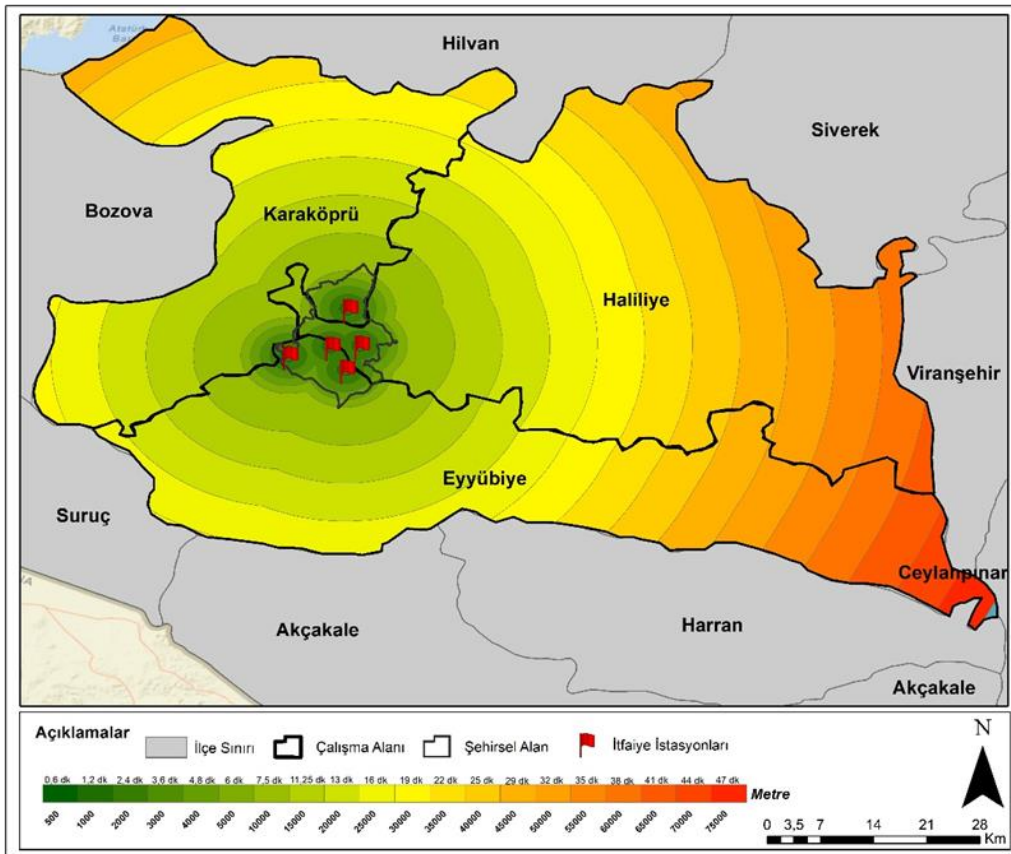 Atatürk
Hilvan
Siverek
Bozova
Karaköprü
Haliliye
Viranşehir
Eyyübiye
Suruç
Ceylanpınar
Akçakale
Harran
Akçakale
Açıklamalar
İlçe Sınırı
Çalışma Alanı
Şehirsel Alan
İtfaiye İstasyonları
N
0,6 dk 1,2 dk 2,4 dk 3,6 dk 4,8 dk 6 dk 7,5 dk 11,25 dk 13 dk 16 dk 19 dk 22 dk 25 dk 29 dk 32 dk 35 dk 38 dk 41 dk 44 dk 47 dk
Metre
500 1000 2000 3000 4000 5000 10000 15000 20000 25000 30000 35000 40000 45000 50000 55000 60000 65000 70000 75000
0 3,5 7 14 21 28
Km